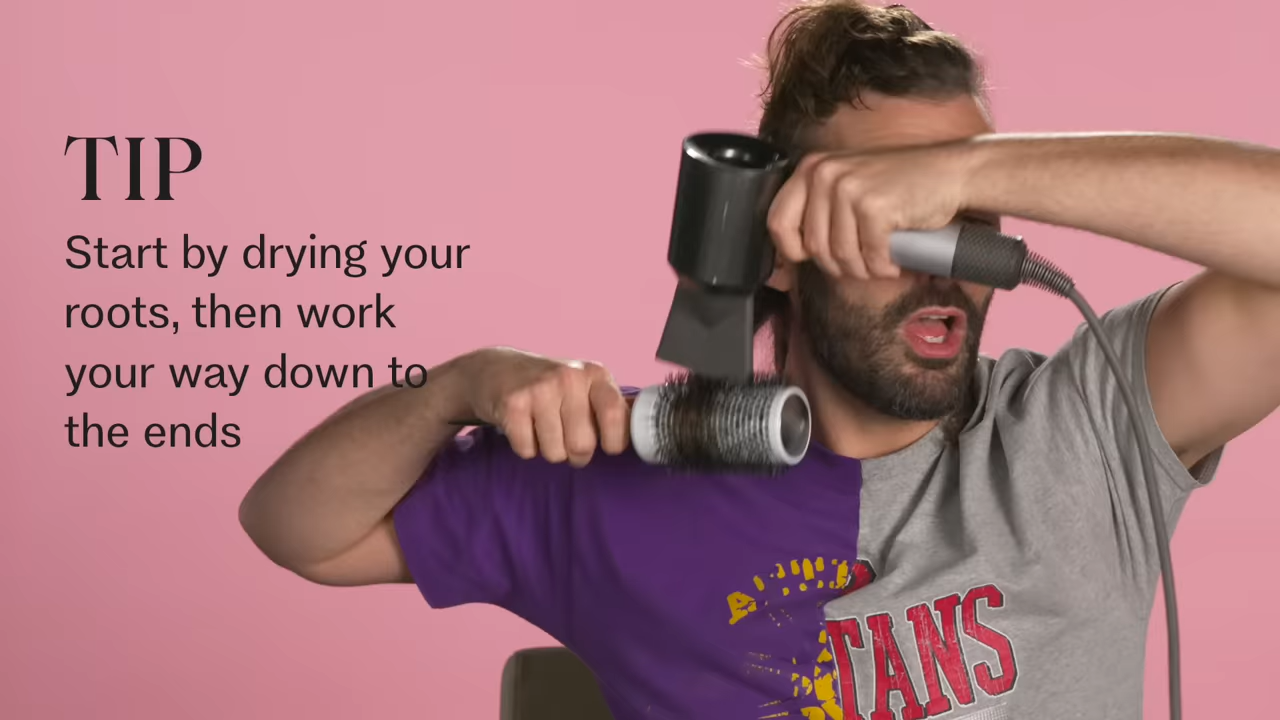 TIP
Start by drying your
roots, then work
your way down to
the ends
TANS